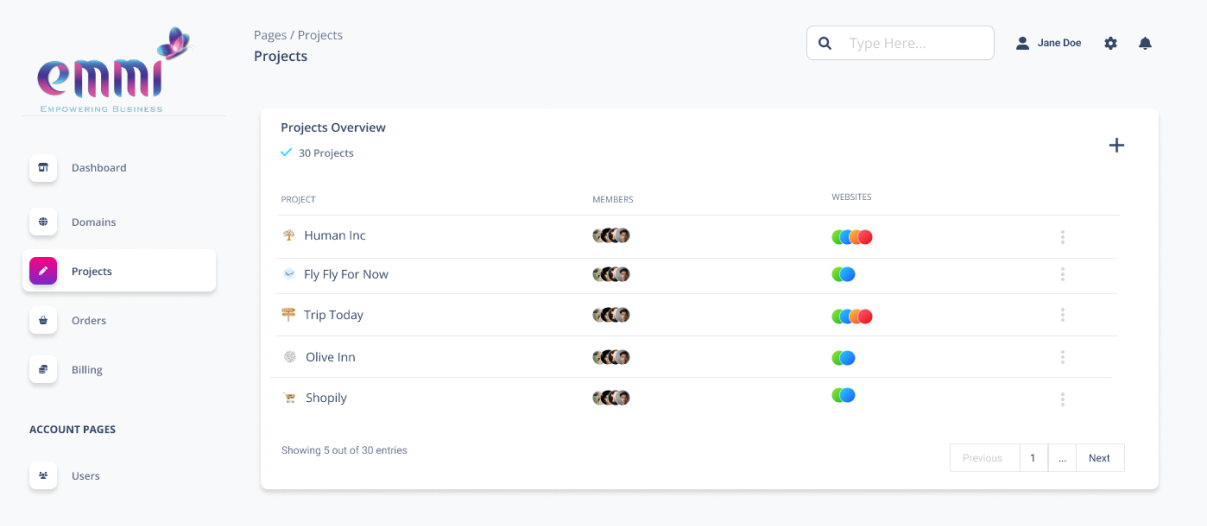 emmi
EMPOWERING BUSINESS
Pages / Projects
Projects
Type Here...
Jane Doe
Dashboard
Domains
Projects
Orders
Billing
ACCOUNT PAGES
Users
Projects Overview
30 Projects
PROJECT MEMBERS WEBSITES
Human Inc
Fly Fly For Now
Trip Today
Olive Inn
Shopily
Showing 5 out of 30 entries
Previous 1 ... Next